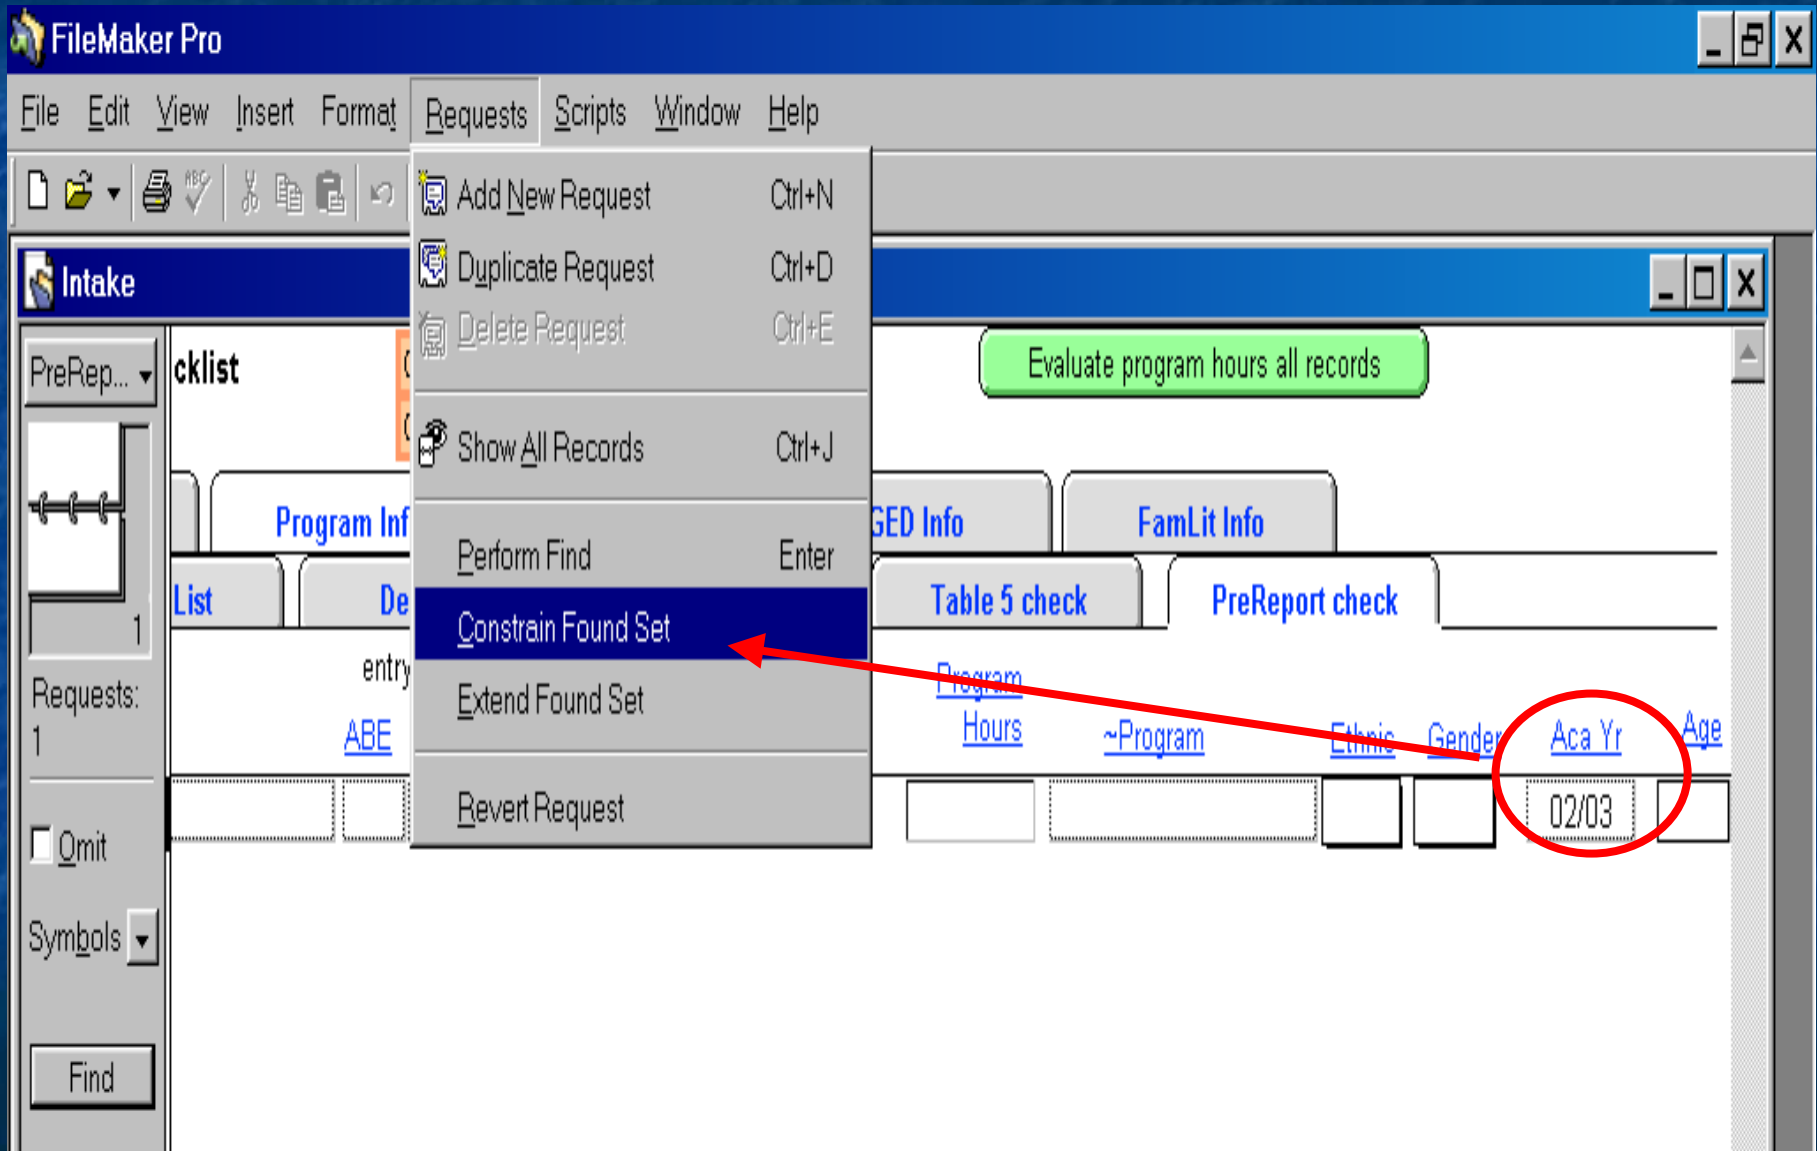 FileMaker Pro
File Edit View Insert Format Requests Scripts Window Help
Add New Request Ctrl+N
Duplicate Request Ctrl+D
Delete Request Ctrl+E
Show All Records Ctrl+J
Perform Find Enter
Constrain Found Set
Extend Found Set
Revert Request
Intake
PreRep...
1
Requests:
1
Omit
Symbols
Find
cklist
Evaluate program hours all records
Program Inf GED Info FamLit Info
List De Table 5 check PreReport check
entry Program
ABE Hours ~Program Ethnic Gender Aca Yr Age
02/03